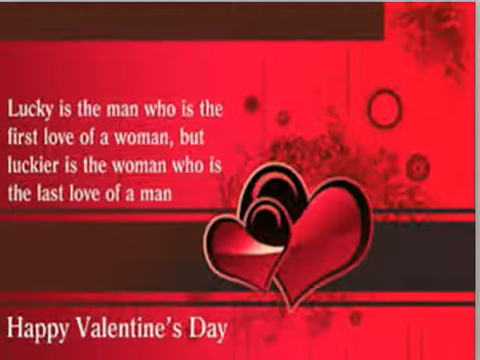 Lucky is the man who is the
first love of a woman, but
luckier is the woman who is
the last love of a man
Happy Valentine's Day